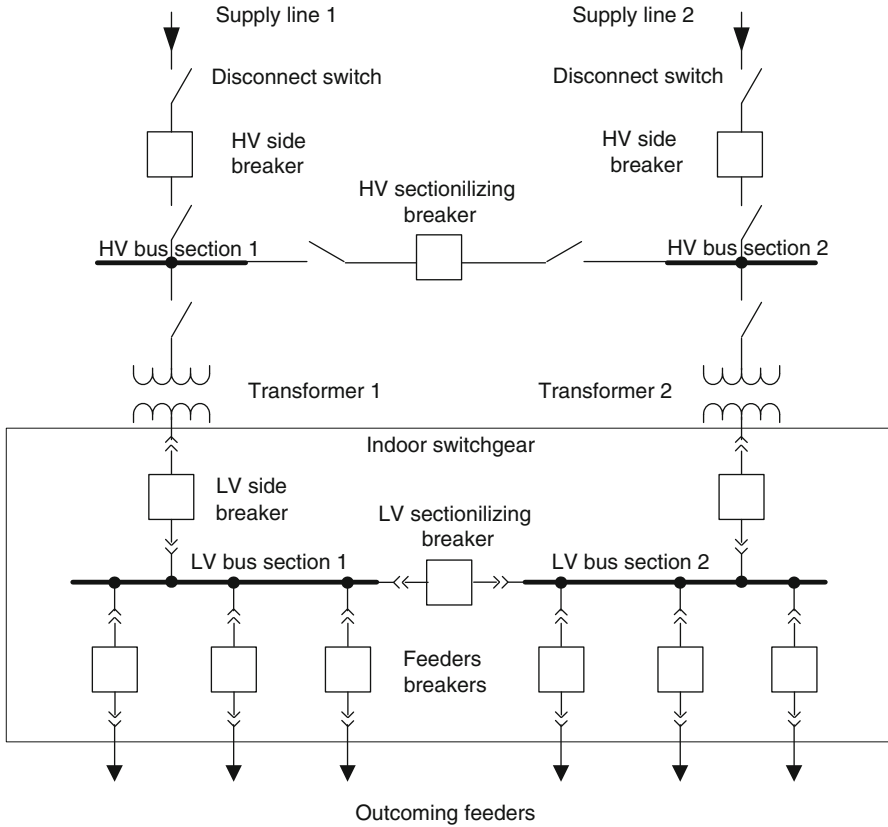 Supply line 1
Supply line 2
Disconnect switch
Disconnect switch
HV side
breaker
HV side
breaker
HV sectionilizing
breaker
HV bus section 1
HV bus section 2
Transformer 1
Transformer 2
Indoor switchgear
LV side
breaker
LV sectionilizing
breaker
LV bus section 1
LV bus section 2
Feeders
breakers
Outcoming feeders